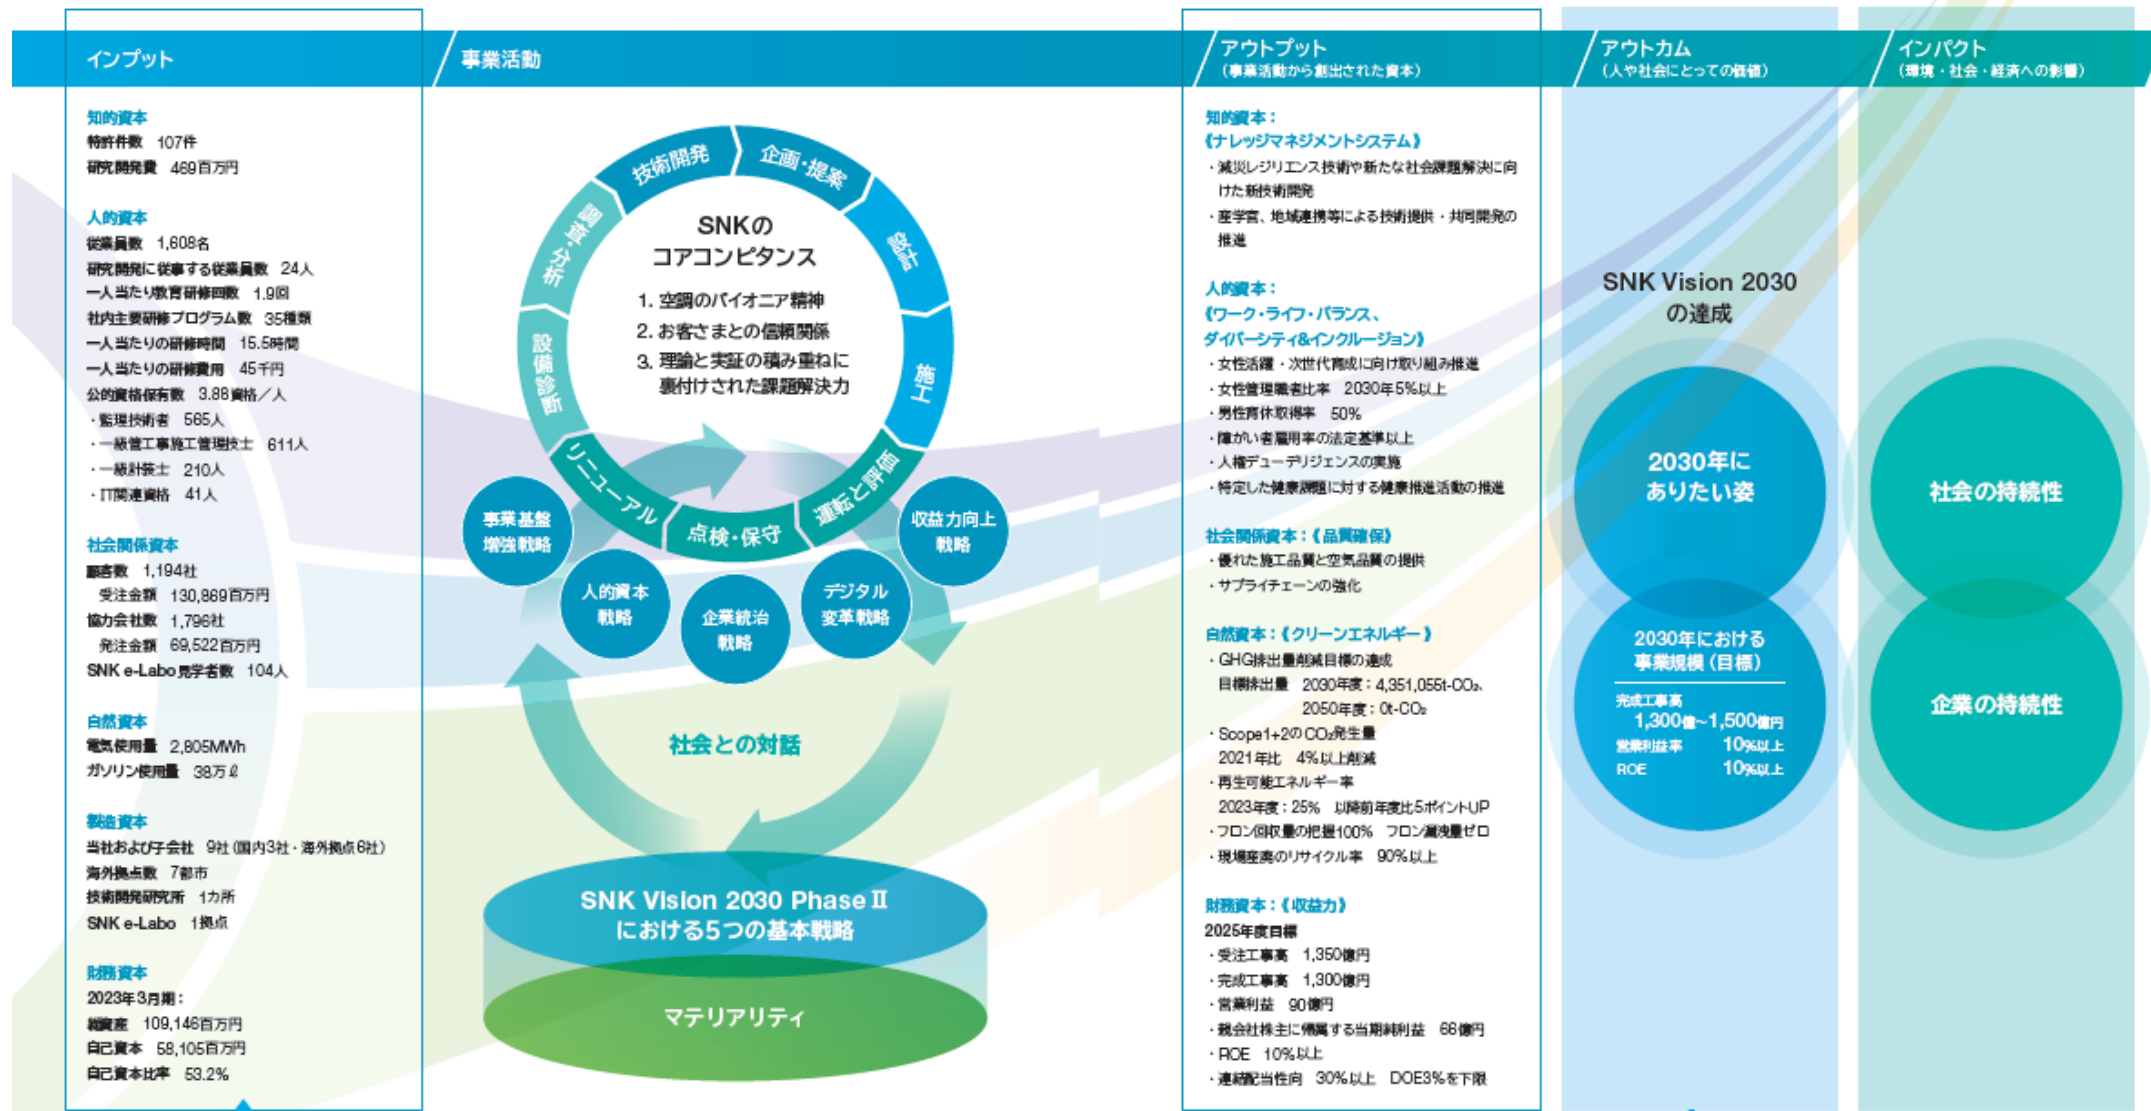 インプット
知的資本
特許件数 107件
研究開発費 469百万円
人的資本
従業員数 1,608名
研究開発に従事する従業員数 24人
一人当たり教育研修回数 1.9回
社内主要研修プログラム数 35種類
一人当たりの研修時間 15.5時間
一人当たりの研修費用 45千円
公的資格保有数 3.88資格／人
・監理技術者 565人
・一級管工事施工管理技士 611人
・一級計装士 210人
・IT関連資格 41人
社会関係資本
顧客数 1,194社
受注金額 130,869百万円
協力会社数 1,796社
発注金額 69,522百万円
SNK e-Labo見学者数 104人
自然資本
電気使用量 2,805MWh
ガソリン使用量 38万ℓ
製造資本
当社および子会社 9社（国内3社・海外拠点6社）
海外拠点数 7都市
技術開発研究所 1カ所
SNK e-Labo 1拠点
財務資本
2023年3月期：
総資産 109,146百万円
自己資本 58,105百万円
自己資本比率 53.2%
事業活動
技術開発
企画・提案
設計
施工
運転と評価
点検・保守
リニューアル
設備診断
調査・分析
SNKの
コアコンピタンス
1. 空調のパイオニア精神
2. お客さまとの信頼関係
3. 理論と実証の積み重ねに
裏付けされた課題解決力
事業基盤
増強戦略
人的資本
戦略
企業統治
戦略
デジタル
変革戦略
収益力向上
戦略
社会との対話
SNK Vision 2030 Phase Ⅱ
における5つの基本戦略
マテリアリティ
アウトプット
（事業活動から創出された資本）
知的資本：
《ナレッジマネジメントシステム》
・減災レジリエンス技術や新たな社会課題解決に向
けた新技術開発
・産学官、地域連携等による技術提供・共同開発の
推進
人的資本：
《ワーク・ライフ・バランス、
ダイバーシティ&インクルージョン》
・女性活躍・次世代育成に向け取り組み推進
・女性管理職者比率 2030年5%以上
・男性育休取得率 50%
・障がい者雇用率の法定基準以上
・人権デューデリジェンスの実施
・特定した健康課題に対する健康推進活動の推進
社会関係資本：《品質確保》
・優れた施工品質と空気品質の提供
・サプライチェーンの強化
自然資本：《クリーンエネルギー》
・GHG排出量削減目標の達成
目標排出量 2030年度：4,351,055t-CO₂、
2050年度：0t-CO₂
・Scope1+2のCO₂発生量
2021年比 4%以上削減
・再生可能エネルギー率
2023年度：25% 以降前年度比5ポイントUP
・フロン回収量の把握100% フロン漏洩量ゼロ
・現場産廃のリサイクル率 90%以上
財務資本：《収益力》
2025年度目標
・受注工事高 1,350億円
・完成工事高 1,300億円
・営業利益 90億円
・親会社株主に帰属する当期純利益 66億円
・ROE 10%以上
・連結配当性向 30%以上 DOE3%を下限
アウトカム
（人や社会にとっての価値）
SNK Vision 2030
の達成
2030年に
ありたい姿
2030年における
事業規模（目標）
完成工事高
1,300億～1,500億円
営業利益率 10%以上
ROE 10%以上
インパクト
（環境・社会・経済への影響）
社会の持続性
企業の持続性